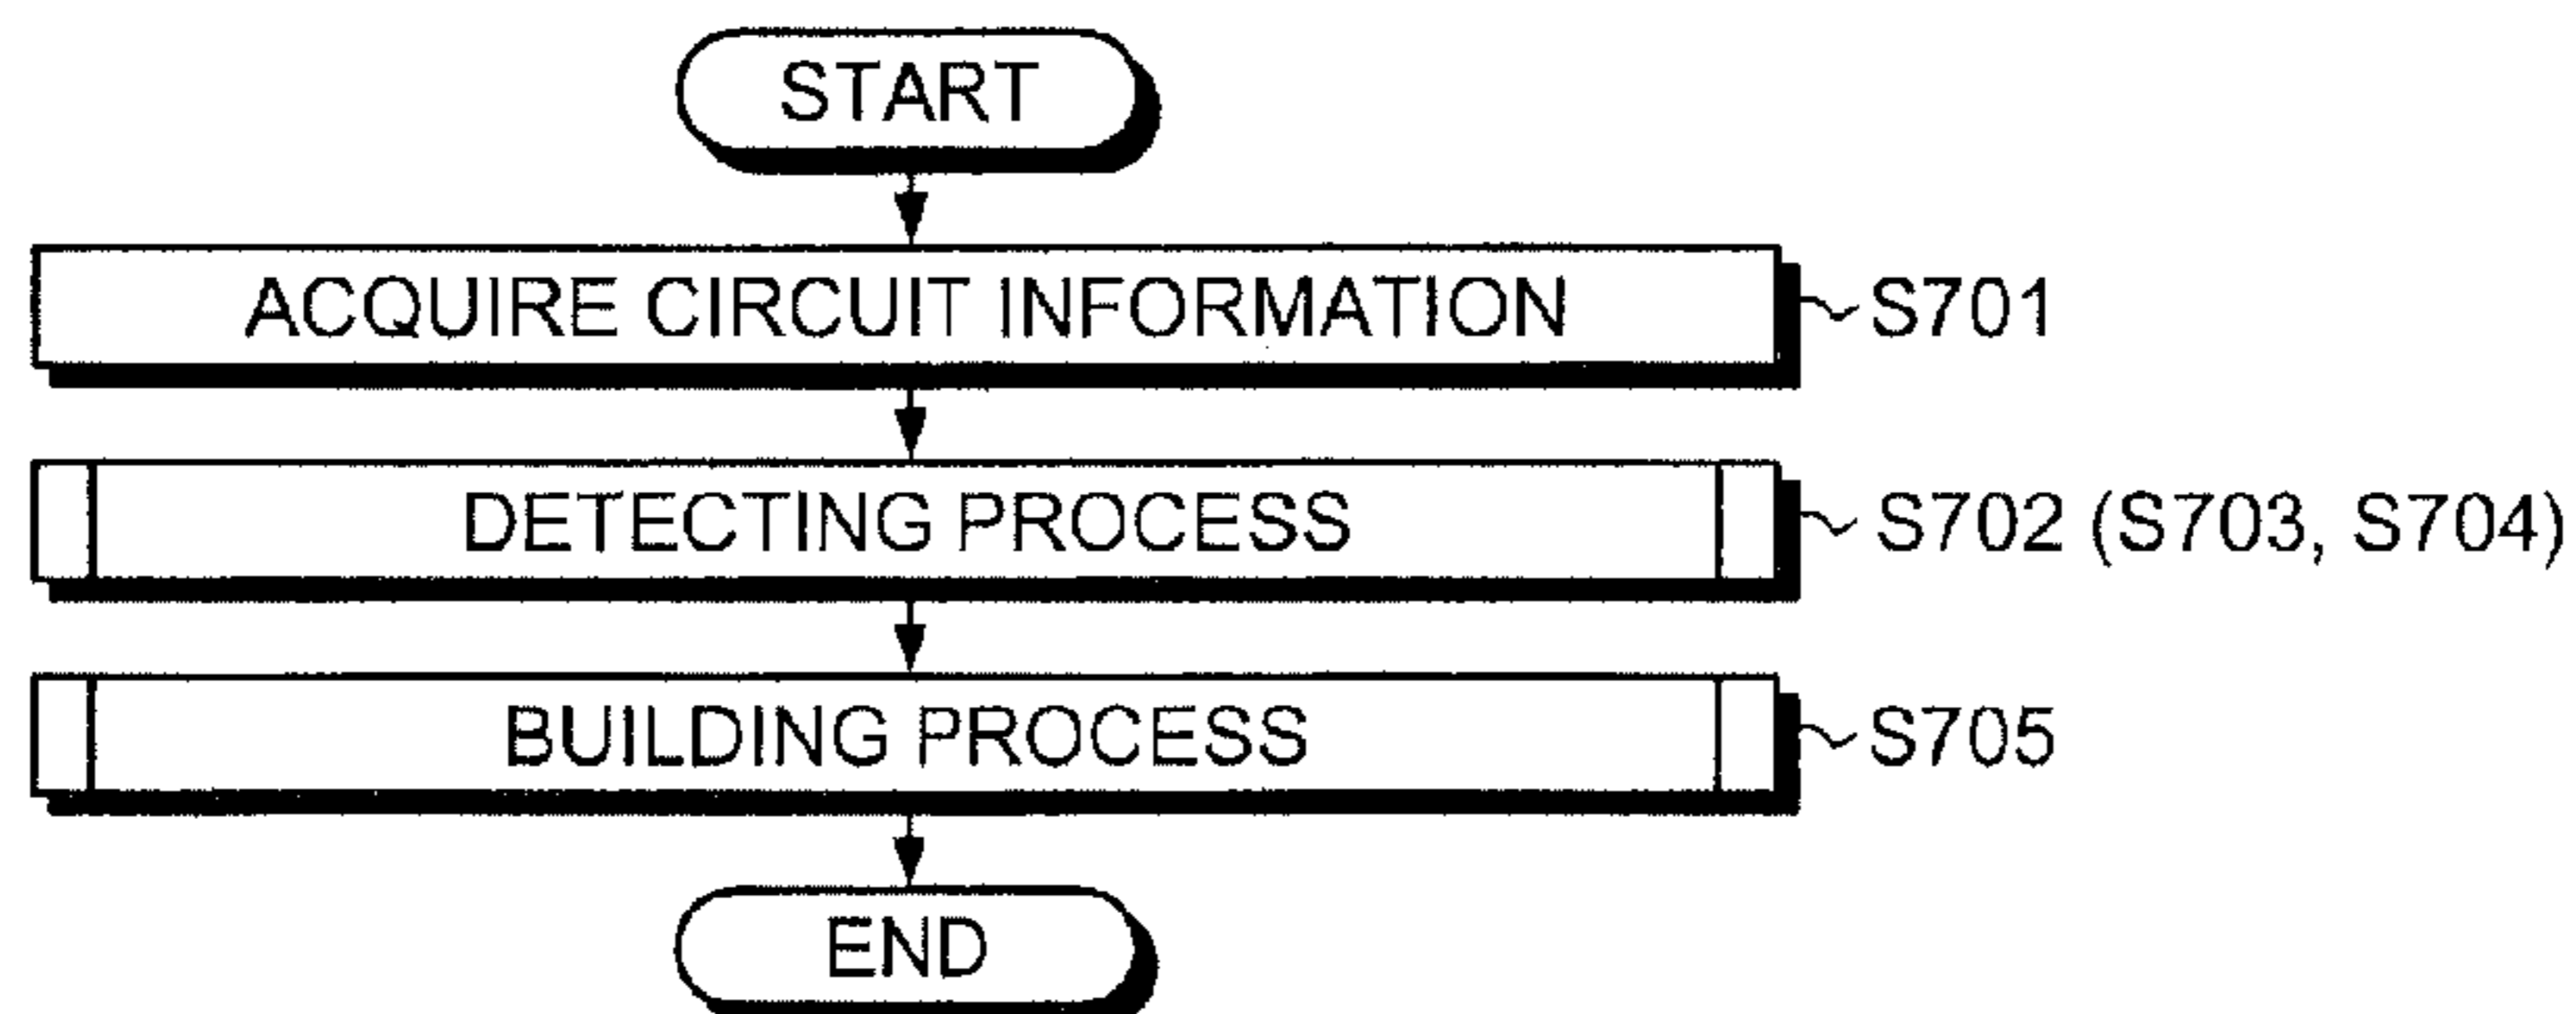 START
ACQUIRE CIRCUIT INFORMATION S701
DETECTING PROCESS S702 (S703, S704)
BUILDING PROCESS S705
END